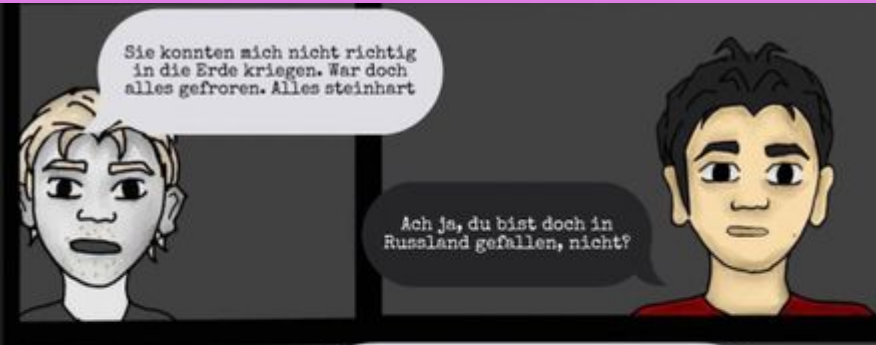 Sie konnten mich nicht richtig
in die Erde kriegen. War doch
alles gefroren. Alles steinhart
Ach ja, du bist doch in
Russland gefallen, nicht?